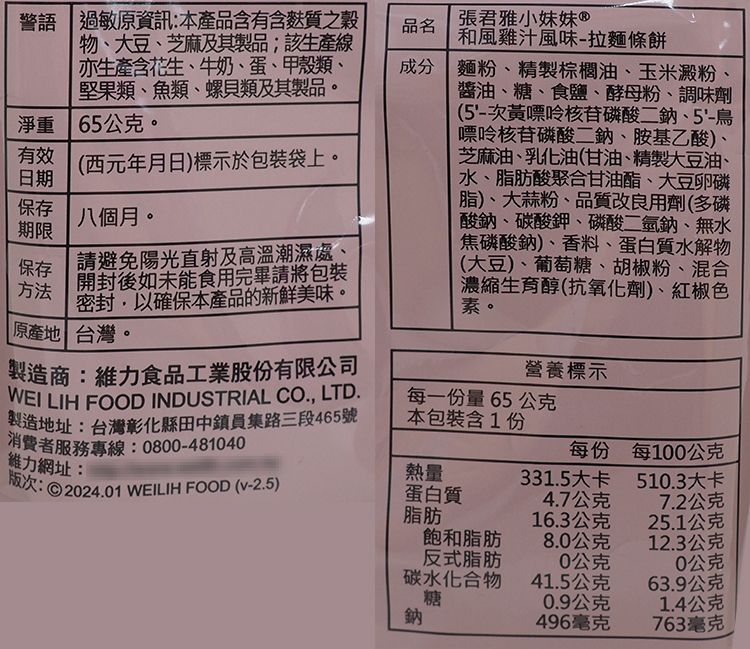 警語
過敏原資訊:本產品含有含麩質之穀
物、大豆、芝麻及其製品；該生產線
亦生產含花生、牛奶、蛋、甲殼類、
堅果類、魚類、螺貝類及其製品。
淨重
65公克。
有效
日期
(西元年月日)標示於包裝袋上。
保存
期限
八個月。
保存
方法
請避免陽光直射及高溫潮濕處、
開封後如未能食用完畢請將包裝
密封，以確保本產品的新鮮美味。
原產地
台灣。
製造商：維力食品工業股份有限公司
WEI LIH FOOD INDUSTRIAL CO., LTD.
製造地址：台灣彰化縣田中鎮員集路三段465號
消費者服務專線：0800-481040
維力網址：
版次：©2024.01 WEILIH FOOD (v-2.5)
品名
張君雅小妹妹®
和風雞汁風味-拉麵條餅
成分
麵粉、精製棕櫚油、玉米澱粉、
醬油、糖、食鹽、酵母粉、調味劑
(5'-次黃嘌呤核苷磷酸二鈉、5'-鳥
嘌呤核苷磷酸二鈉、胺基乙酸)、
芝麻油、乳化油(甘油、精製大豆油、
水、脂肪酸聚合甘油酯、大豆卵磷
脂)、大蒜粉、品質改良用劑(多磷
酸鈉、碳酸鉀、磷酸二氫鈉、無水
焦磷酸鈉)、香料、蛋白質水解物
(大豆)、葡萄糖、胡椒粉、混合
濃縮生育醇(抗氧化劑)、紅椒色
素。
營養標示
每一份量 65 公克
本包裝含 1 份
每份 每100公克
熱量 331.5大卡 510.3大卡
蛋白質 4.7公克 7.2公克
脂肪 16.3公克 25.1公克
飽和脂肪 8.0公克 12.3公克
反式脂肪 0公克 0公克
碳水化合物 41.5公克 63.9公克
糖 0.9公克 1.4公克
鈉 496毫克 763毫克